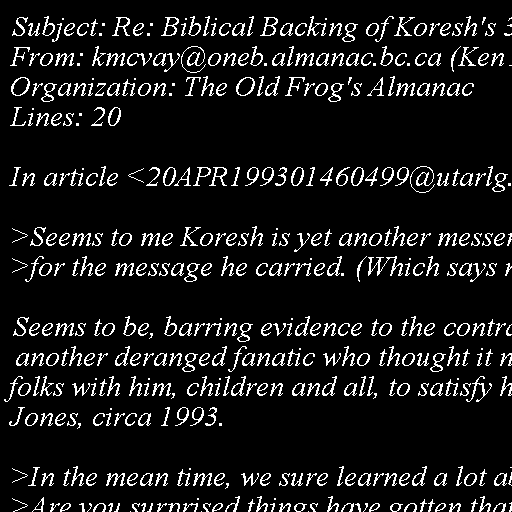 Subject: Re: Biblical Backing of Koresh's 3
From: kmcvay@oneb.almanac.bc.ca (Ken
Organization: The Old Frog's Almanac
Lines: 20
In article <20APR199301460499@utarlg.
>Seems to me Koresh is yet another
>for the message he carried. (Which says
Seems to be, barring evidence to the
another deranged fanatic who thought it
folks with him, children and all, to satisfy
Jones, circa 1993.
>In the mean time, we sure learned a lot
>Are you surprised things have gotten